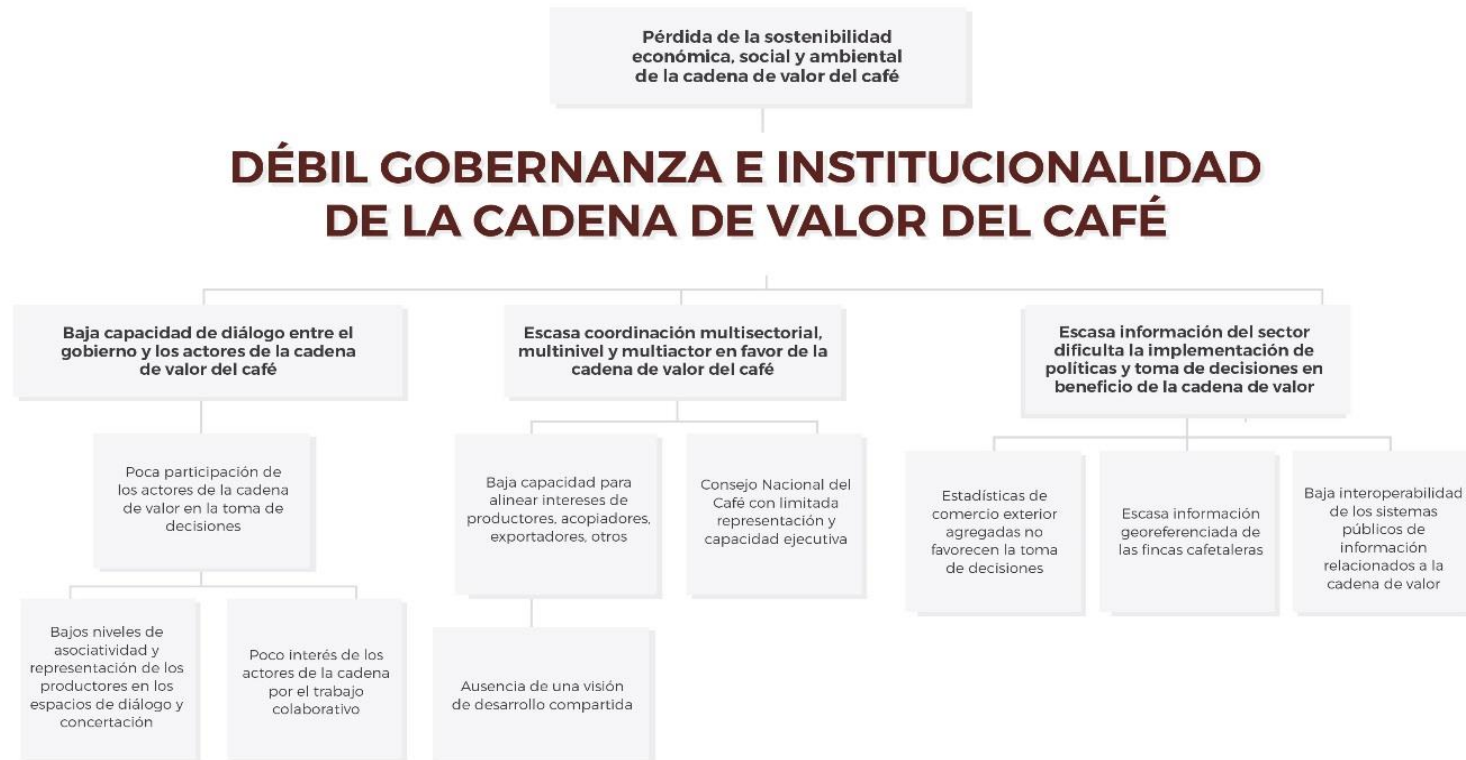 Pérdida de la sostenibilidad
económica, social y ambiental
de la cadena de valor del café
DÉBIL GOBERNANZA E INSTITUCIONALIDAD
DE LA CADENA DE VALOR DEL CAFÉ
Baja capacidad de diálogo entre el
gobierno y los actores de la cadena
de valor del café
Poca participación de
los actores de la cadena
de valor en la toma de
decisiones
Bajos niveles de
asociatividad y
representación de los
productores en los
espacios de diálogo y
concertación
Poco interés de los
actores de la cadena
por el trabajo
colaborativo
Escasa coordinación multisectorial,
multinivel y multiactor en favor de la
cadena de valor del café
Baja capacidad para
alinear intereses de
productores, acopiadores,
exportadores, otros
Ausencia de una visión
de desarrollo compartida
Consejo Nacional del
Café con limitada
representación y
capacidad ejecutiva
Escasa información del sector
dificulta la implementación de
políticas y toma de decisiones en
beneficio de la cadena de valor
Estadísticas de
comercio exterior
agregadas no
favorecen la toma
de decisiones
Escasa información
georeferenciada de
las fincas cafetaleras
Baja interoperabilidad
de los sistemas
públicos de
información
relacionados a la
cadena de valor